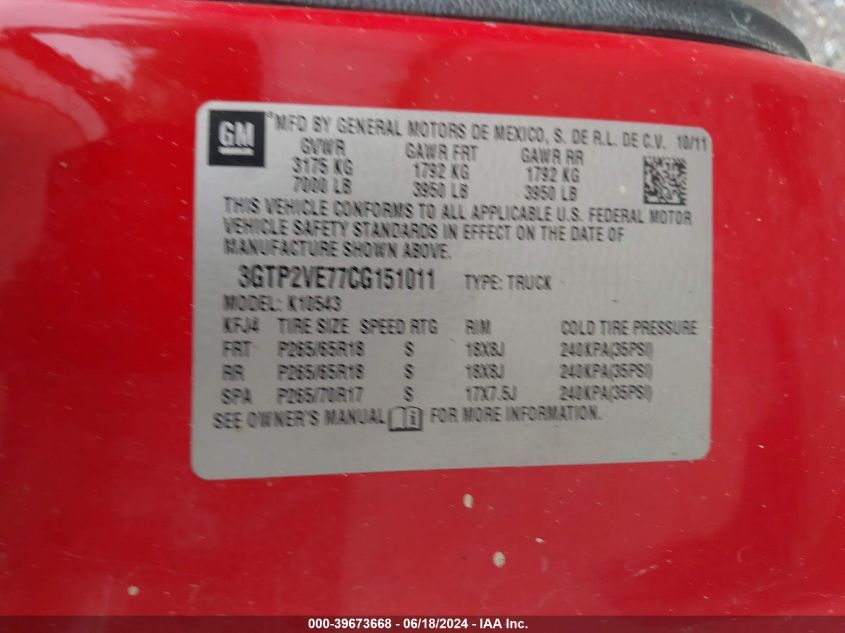 GM
® MFD BY GENERAL MOTORS DE MEXICO, S. DE R.L. DE C.V. 10/11
GVWR GAWR FRT GAWR RR
3175 KG 1792 KG 1792 KG
7000 LB 3950 LB 3950 LB
THIS VEHICLE CONFORMS TO ALL APPLICABLE U.S. FEDERAL MOTOR
VEHICLE SAFETY STANDARDS IN EFFECT ON THE DATE OF
MANUFACTURE SHOWN ABOVE.
3GTP2VE77CG151011 TYPE: TRUCK
MODEL: K10543
KFJ4 TIRE SIZE SPEED RTG RIM COLD TIRE PRESSURE
FRT P265/65R18 S 18X8J 240KPA(35PSI)
RR P265/65R18 S 18X8J 240KPA(35PSI)
SPA P265/70R17 S 17X7.5J 240KPA(35PSI)
SEE OWNER'S MANUAL i FOR MORE INFORMATION.
000-39673668 - 06/18/2024 - IAA Inc.